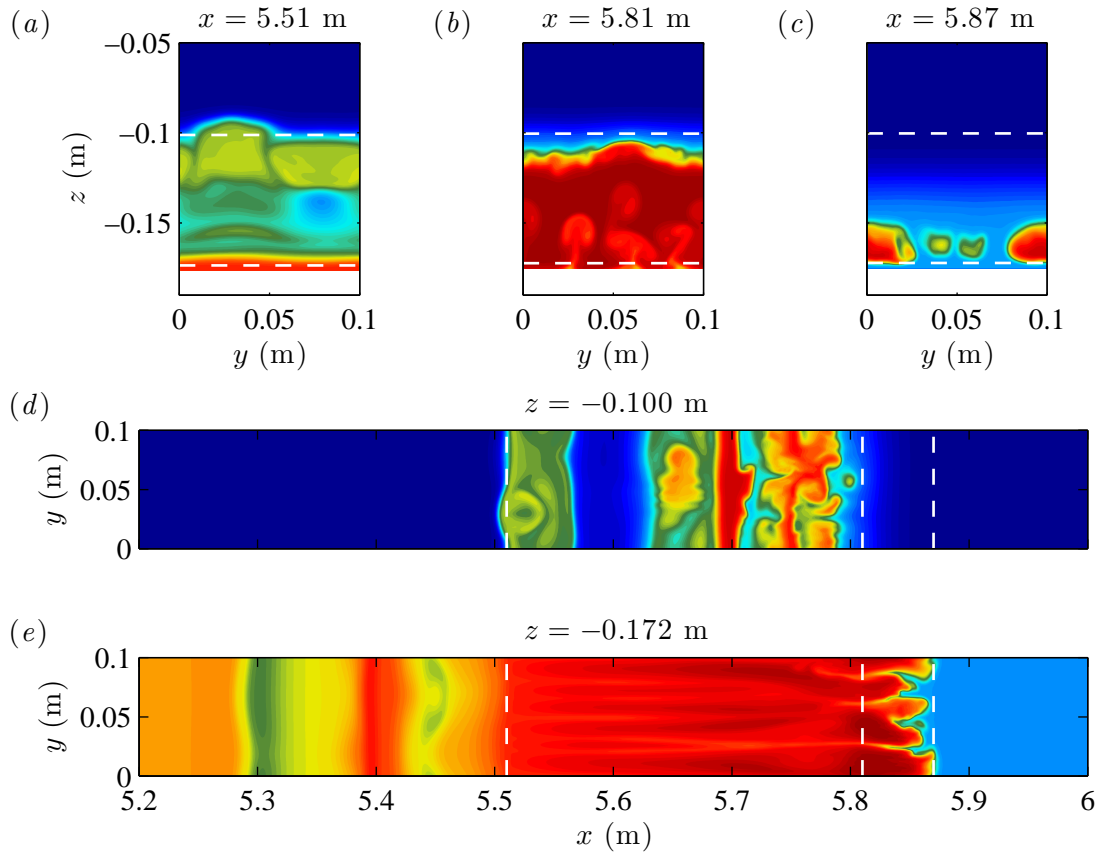 (a) x = 5.51 m (b) x = 5.81 m (c) x = 5.87 m
−0.05
−0.1
−0.15
z (m)
0 0.05 0.1 0 0.05 0.1 0 0.05 0.1
y (m) y (m) y (m)
(d) z = −0.100 m
0.1
0.05
0
y (m)
(e) z = −0.172 m
0.1
0.05
0
y (m)
5.2 5.3 5.4 5.5 5.6 5.7 5.8 5.9 6
x (m)